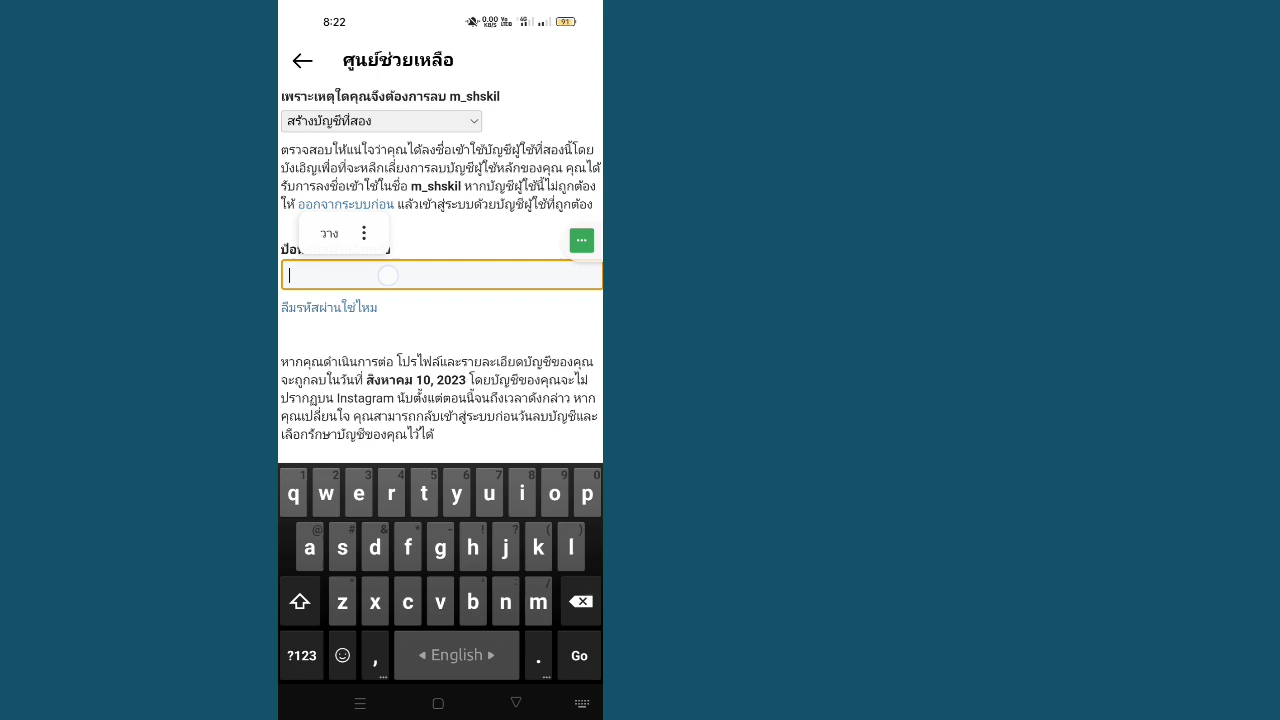 8:22
0.00
KB/S
Vo
LTE
4G
91
ศูนย์ช่วยเหลือ
เพราะเหตุใดคุณจึงต้องการลบ m_shskil
สร้างบัญชีที่สอง
ตรวจสอบให้แน่ใจว่าคุณได้ลงชื่อเข้าใช้บัญชีผู้ใช้ที่สองนี้โดย
บังเอิญเพื่อที่จะหลีกเลี่ยงการลบบัญชีผู้ใช้หลักของคุณ คุณได้
รับการลงชื่อเข้าใช้ในชื่อ m_shskil หากบัญชีผู้ใช้นี้ไม่ถูกต้อง
ให้ ออกจากระบบก่อน แล้วเข้าสู่ระบบด้วยบัญชีผู้ใช้ที่ถูกต้อง
วาง
ลืมรหัสผ่านใช่ไหม
หากคุณดำเนินการต่อ โปรไฟล์และรายละเอียดบัญชีของคุณ
จะถูกลบในวันที่ สิงหาคม 10, 2023 โดยบัญชีของคุณจะไม่
ปรากฏบน Instagram นับตั้งแต่ตอนนี้จนถึงเวลาดังกล่าว หาก
คุณเปลี่ยนใจ คุณสามารถกลับเข้าสู่ระบบก่อนวันลบบัญชีและ
เลือกรักษาบัญชีของคุณไว้ได้
1 2 3 4 5 6 7 8 9 0
q w e r t y u i o p
@ # & * - ! ? ( )
a s d f g h j k l
z x c v b n m
?123 , English . Go